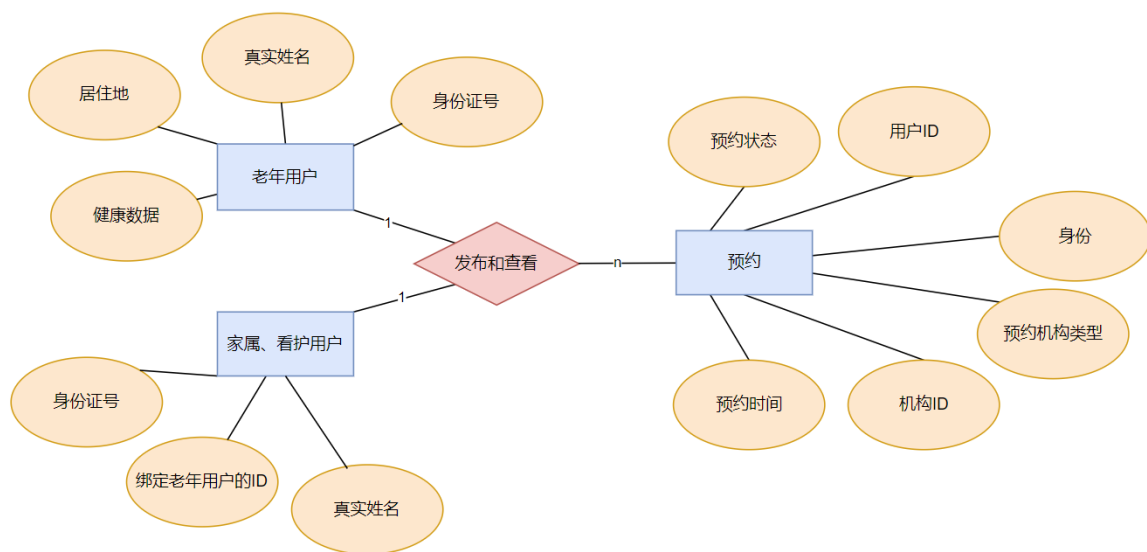 真实姓名
居住地
身份证号
老年用户
健康数据
1
发布和查看
1
家属、看护用户
身份证号
绑定老年用户的ID
真实姓名
n
预约状态
用户ID
预约
身份
预约机构类型
预约时间
机构ID